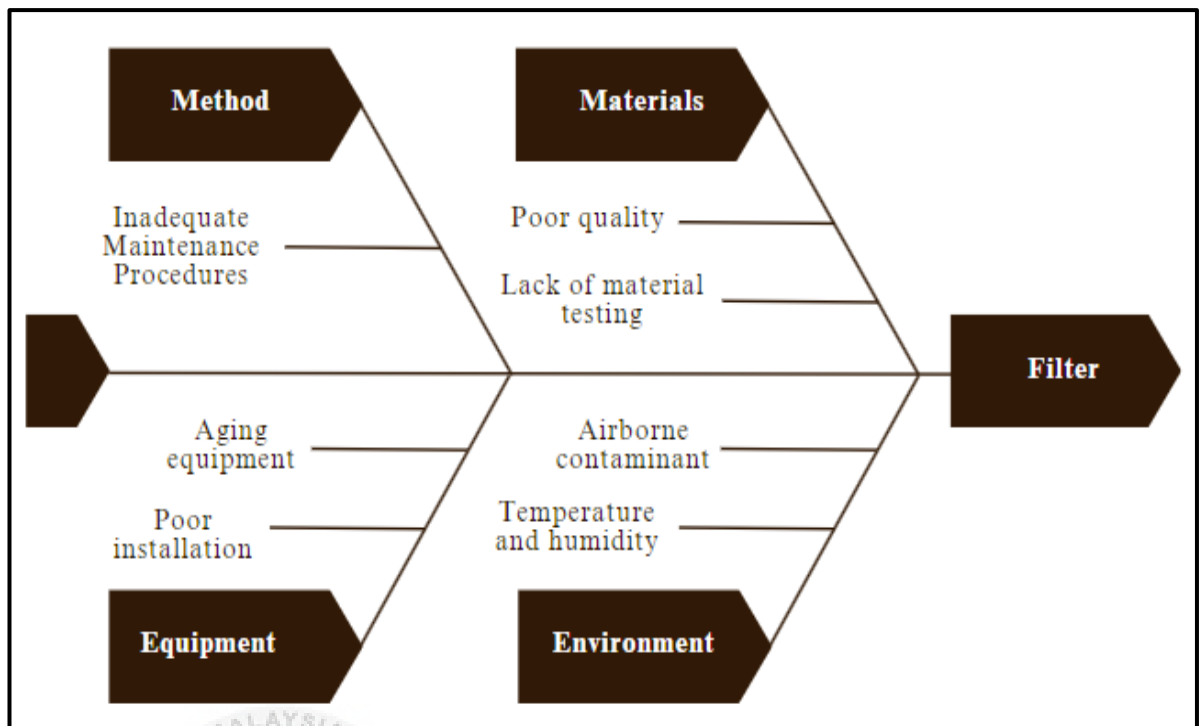 Method
Materials
Inadequate
Maintenance
Procedures
Poor quality
Lack of material
testing
Filter
Aging
equipment
Airborne
contaminant
Poor
installation
Temperature
and humidity
Equipment
Environment